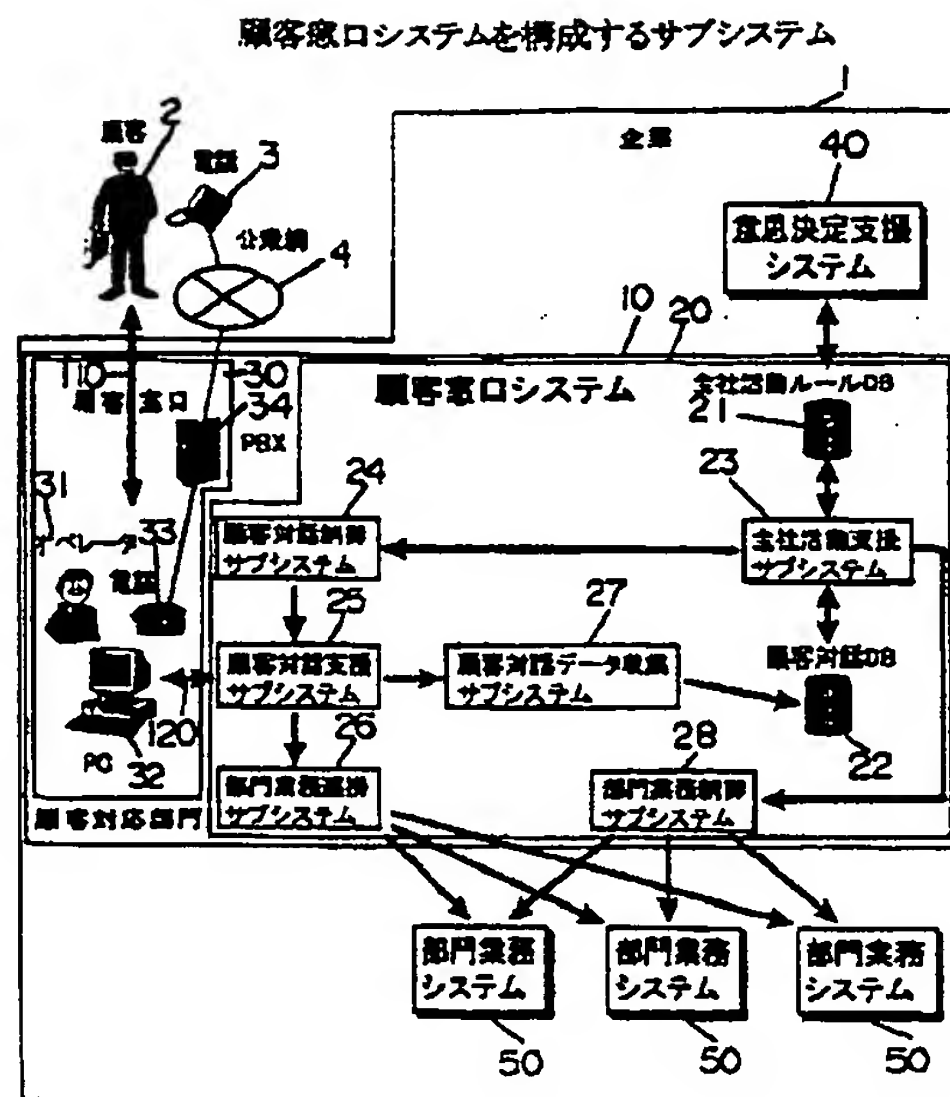 顧客窓口システムを構成するサブシステム
1
2
顧客
電話
3
企業
40
公衆網
4
意思決定支援
システム
10
20
110
30
顧客窓口
34
顧客窓口システム
全社活動ルールDB
21
PBX
31
24
23
オペレータ
33
顧客対話制御
サブシステム
全社活動支援
サブシステム
電話
25
27
顧客対話支援
サブシステム
顧客対話データ収集
サブシステム
顧客対話DB
120
26
28
22
PC
32
部門業務連携
サブシステム
部門業務制御
サブシステム
顧客対応部門
部門業務
システム
部門業務
システム
部門業務
システム
50
50
50